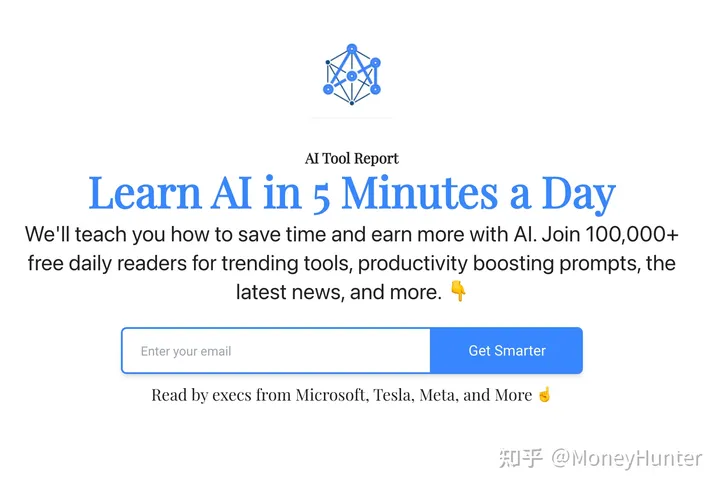 AI Tool Report
Learn AI in 5 Minutes a Day
We'll teach you how to save time and earn more with AI. Join 100,000+
free daily readers for trending tools, productivity boosting prompts, the
latest news, and more. 👇
Enter your email
Get Smarter
Read by execs from Microsoft, Tesla, Meta, and More ☝️
知乎 @MoneyHunter